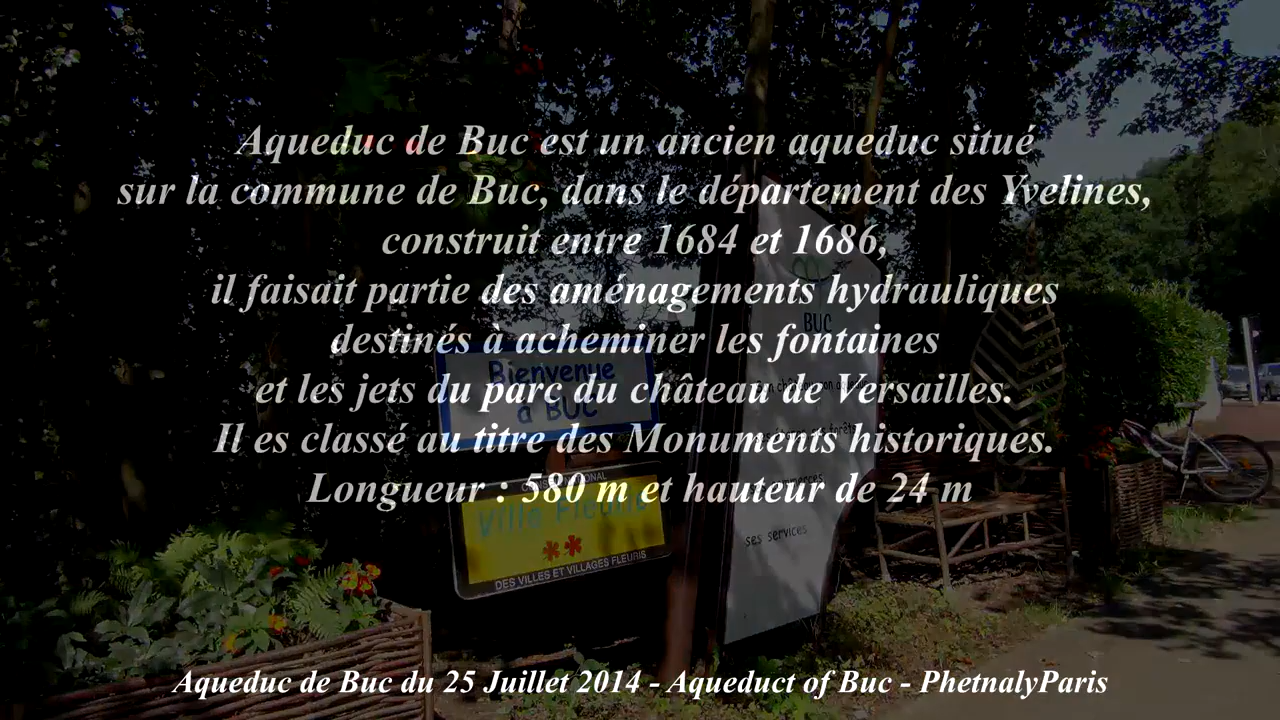 Aqueduc de Buc est un ancien aqueduc situé
sur la commune de Buc, dans le département des Yvelines,
construit entre 1684 et 1686,
il faisait partie des aménagements hydrauliques
destinés à acheminer les fontaines
et les jets du parc du château de Versailles.
Il es classé au titre des Monuments historiques.
Longueur : 580 m et hauteur de 24 m
Bienvenue
à BUC
NATIONAL
Ville Fleurie
DES VILLES ET VILLAGES FLEURIS
BUC
son aqueduc
ses services
Aqueduc de Buc du 25 Juillet 2014 - Aqueduct of Buc - PhetnalyParis